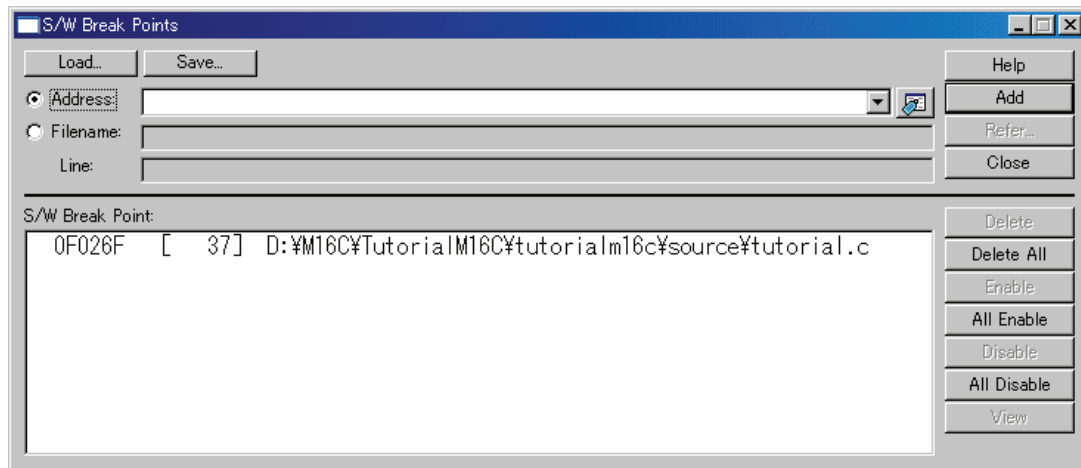 S/W Break Points
Load...
Save...
Help
Address:
Add
Filename:
Refer...
Line:
Close
S/W Break Point:
0F026F [ 37] D:¥M16C¥TutorialM16C¥tutorialm16c¥source¥tutorial.c
Delete
Delete All
Enable
All Enable
Disable
All Disable
View